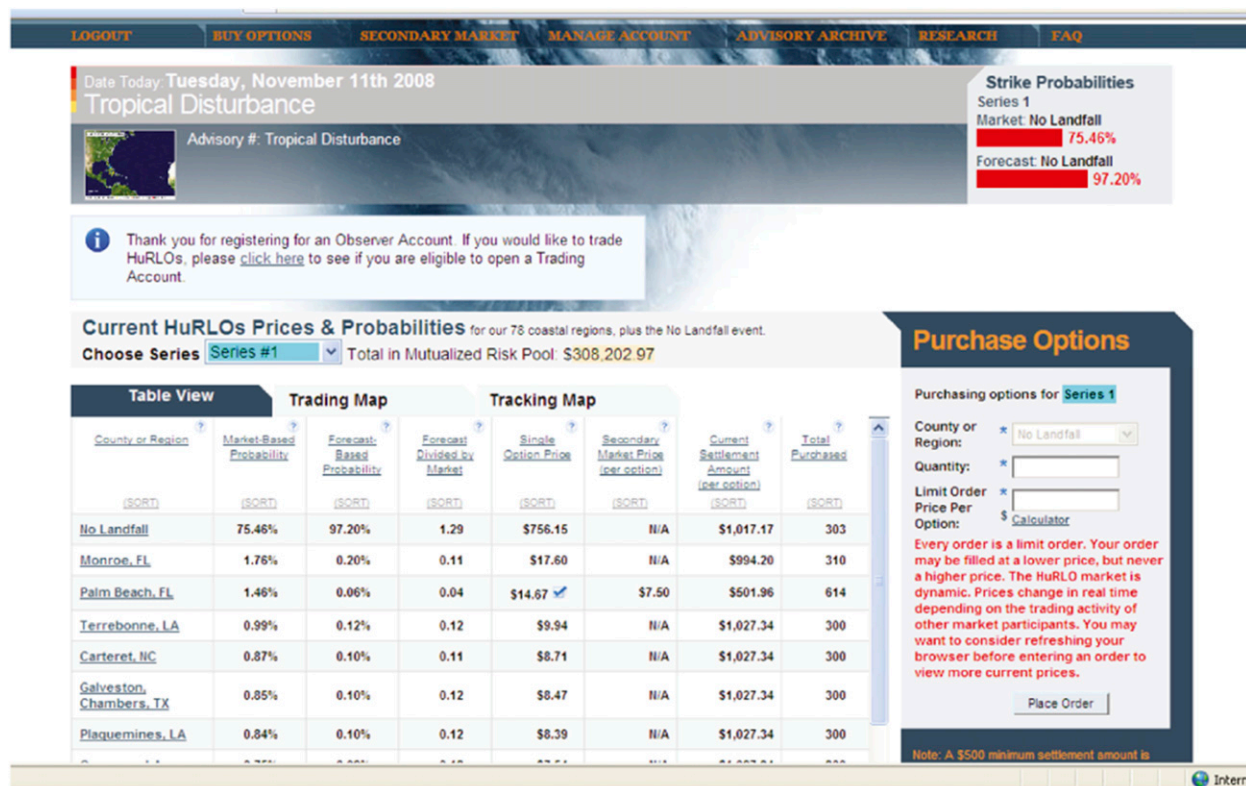 LOGOUT BUY OPTIONS SECONDARY MARKET MANAGE ACCOUNT ADVISORY ARCHIVE RESEARCH FAQ
Date Today: Tuesday, November 11th 2008
Tropical Disturbance
Advisory #: Tropical Disturbance
Strike Probabilities
Series 1
Market: No Landfall
75.46%
Forecast: No Landfall
97.20%
Thank you for registering for an Observer Account. If you would like to trade
HuRLOs, please click here to see if you are eligible to open a Trading
Account.
Current HuRLOs Prices & Probabilities for our 78 coastal regions, plus the No Landfall event.
Choose Series Series #1 Total in Mutualized Risk Pool: $308,202.97
Table View Trading Map Tracking Map
County or Region ? Market-Based Probability ? Forecast-Based Probability ? Forecast Divided by Market ? Single Option Price ? Secondary Market Price (per option) ? Current Settlement Amount (per option) ? Total Purchased ?
(SORT) (SORT) (SORT) (SORT) (SORT) (SORT) (SORT) (SORT)
No Landfall 75.46% 97.20% 1.29 $756.15 N/A $1,017.17 303
Monroe, FL 1.76% 0.20% 0.11 $17.60 N/A $994.20 310
Palm Beach, FL 1.46% 0.06% 0.04 $14.67 $7.50 $501.96 614
Terrebonne, LA 0.99% 0.12% 0.12 $9.94 N/A $1,027.34 300
Carteret, NC 0.87% 0.10% 0.11 $8.71 N/A $1,027.34 300
Galveston,
Chambers, TX 0.85% 0.10% 0.12 $8.47 N/A $1,027.34 300
Plaquemines, LA 0.84% 0.10% 0.12 $8.39 N/A $1,027.34 300
Purchase Options
Purchasing options for Series 1
County or
Region: * No Landfall
Quantity: *
Limit Order *
Price Per
Option: $ Calculator
Every order is a limit order. Your order
may be filled at a lower price, but never
a higher price. The HuRLO market is
dynamic. Prices change in real time
depending on the trading activity of
other market participants. You may
want to consider refreshing your
browser before entering an order to
view more current prices.
Place Order
Note: A $500 minimum settlement amount is
Intern